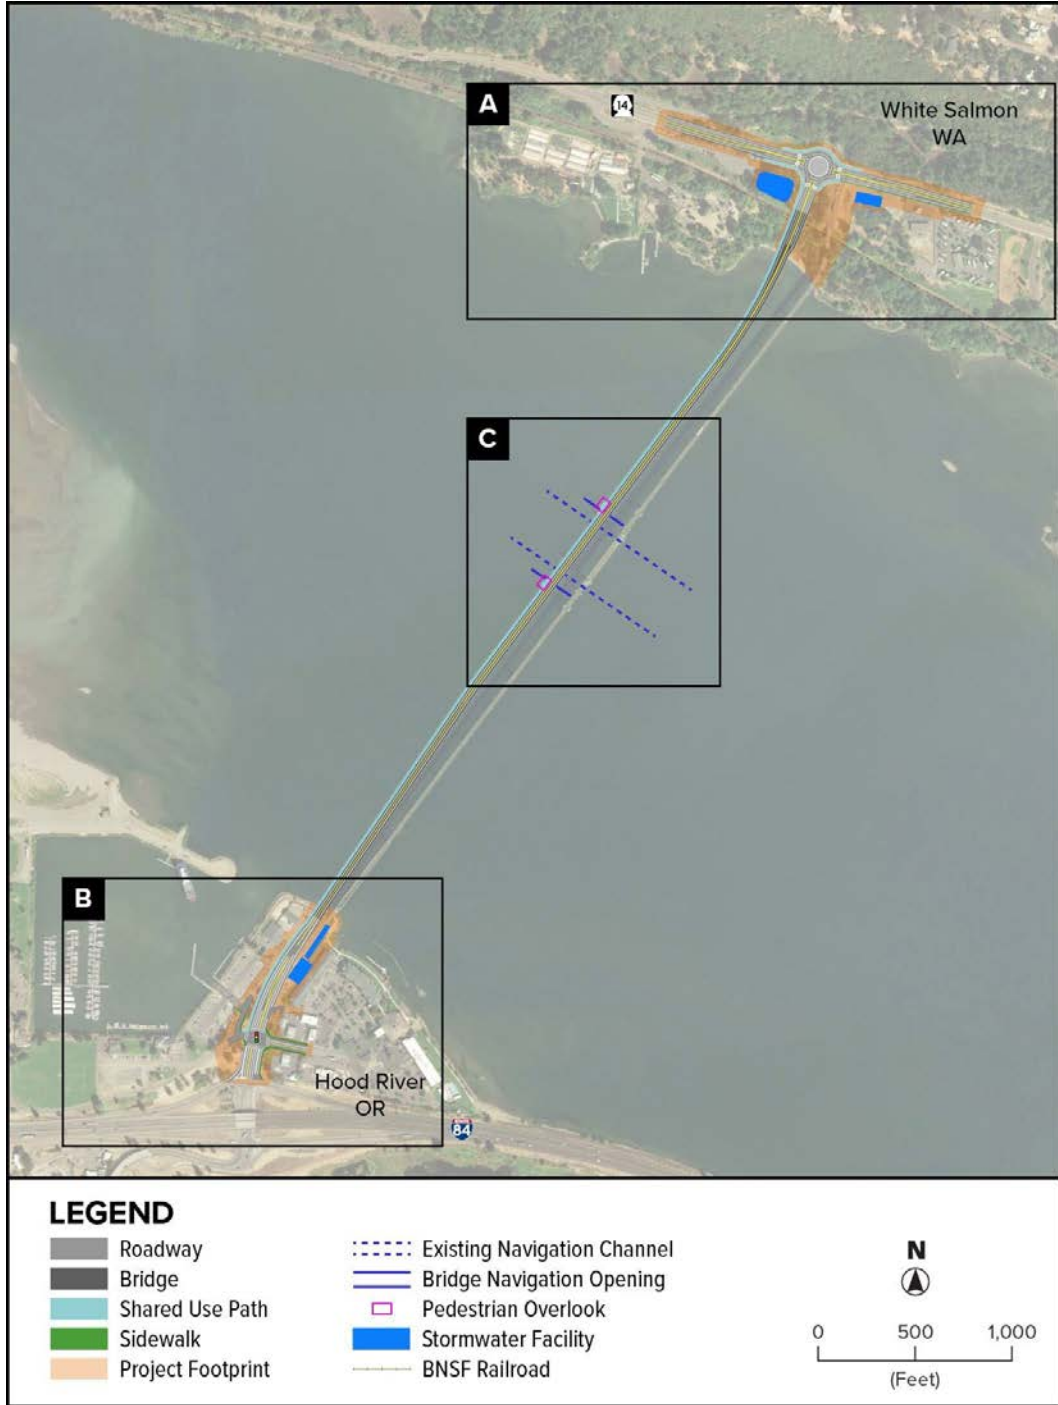 A
14
White Salmon
WA
C
B
Hood River
OR
84
LEGEND
Roadway
Bridge
Shared Use Path
Sidewalk
Project Footprint
Existing Navigation Channel
Bridge Navigation Opening
Pedestrian Overlook
Stormwater Facility
BNSF Railroad
N
0 500 1,000
(Feet)